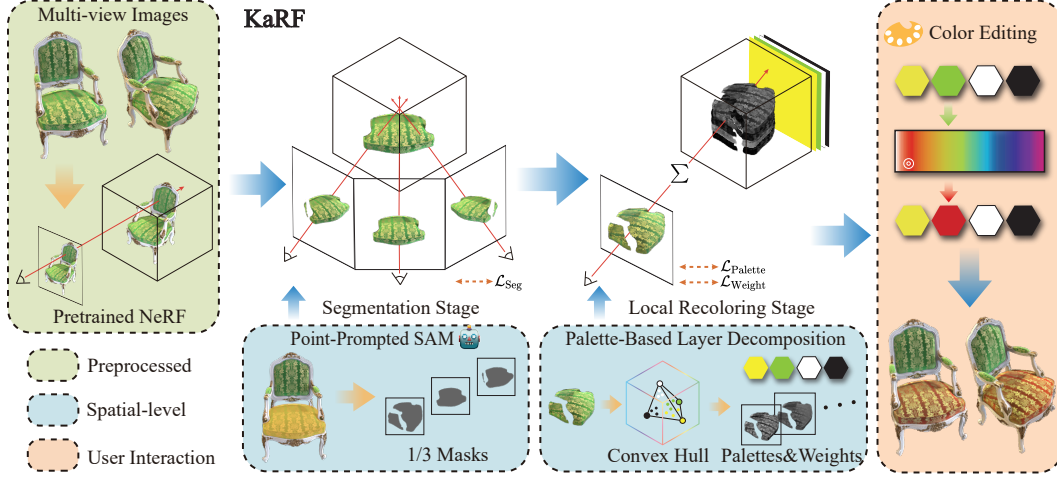 Multi-view Images
Pretrained NeRF
Preprocessed
Spatial-level
User Interaction
KaRF
Σ
ℒSeg
Segmentation Stage
ℒPalette
ℒWeight
Local Recoloring Stage
Point-Prompted SAM
1/3 Masks
Palette-Based Layer Decomposition
Convex Hull
Palettes&Weights
Color Editing